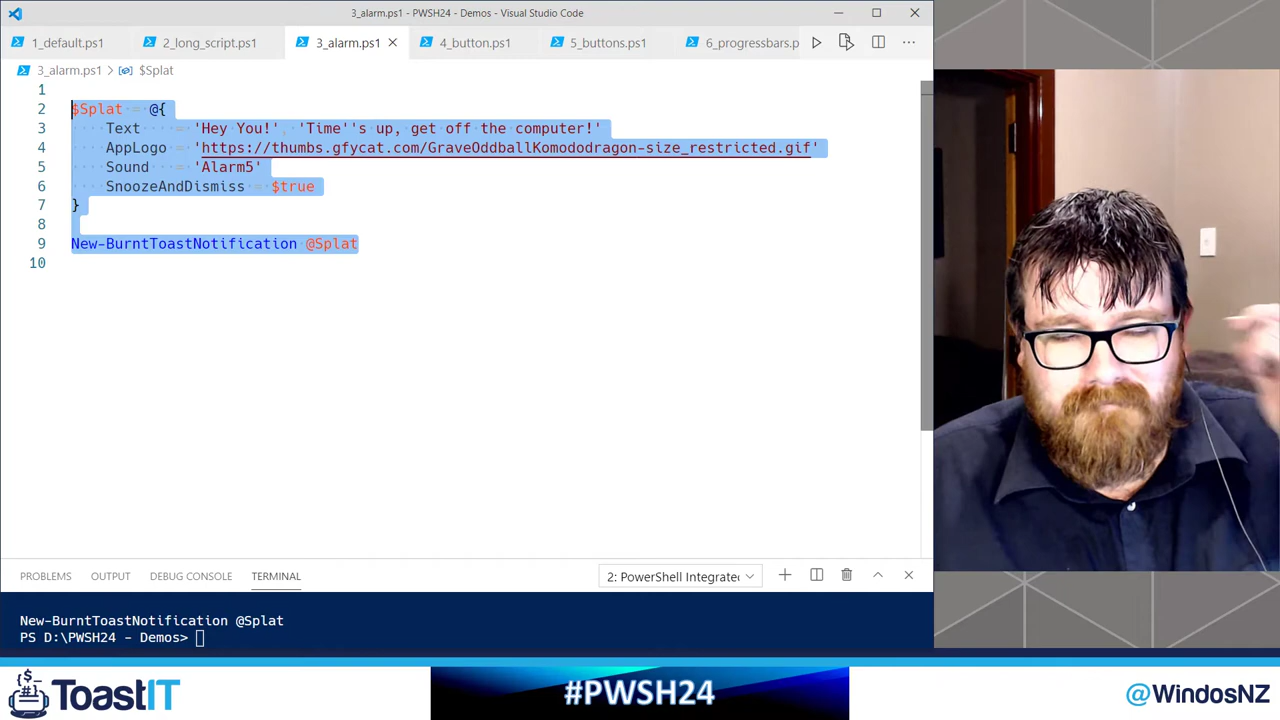 3_alarm.ps1 - PWSH24 - Demos - Visual Studio Code
1_default.ps1
2_long_script.ps1
3_alarm.ps1
4_button.ps1
5_buttons.ps1
6_progressbars.p
3_alarm.ps1 > $Splat
1
2 $Splat = @{
3 Text = 'Hey You!', 'Time''s up, get off the computer!'
4 AppLogo = 'https://thumbs.gfycat.com/GraveOddballKomododragon-size_restricted.gif'
5 Sound = 'Alarm5'
6 SnoozeAndDismiss = $true
7 }
8
9 New-BurntToastNotification @Splat
10
PROBLEMS OUTPUT DEBUG CONSOLE TERMINAL
2: PowerShell Integrate
New-BurntToastNotification @Splat
PS D:\PWSH24 - Demos>
ToastIT
#PWSH24
@WindosNZ